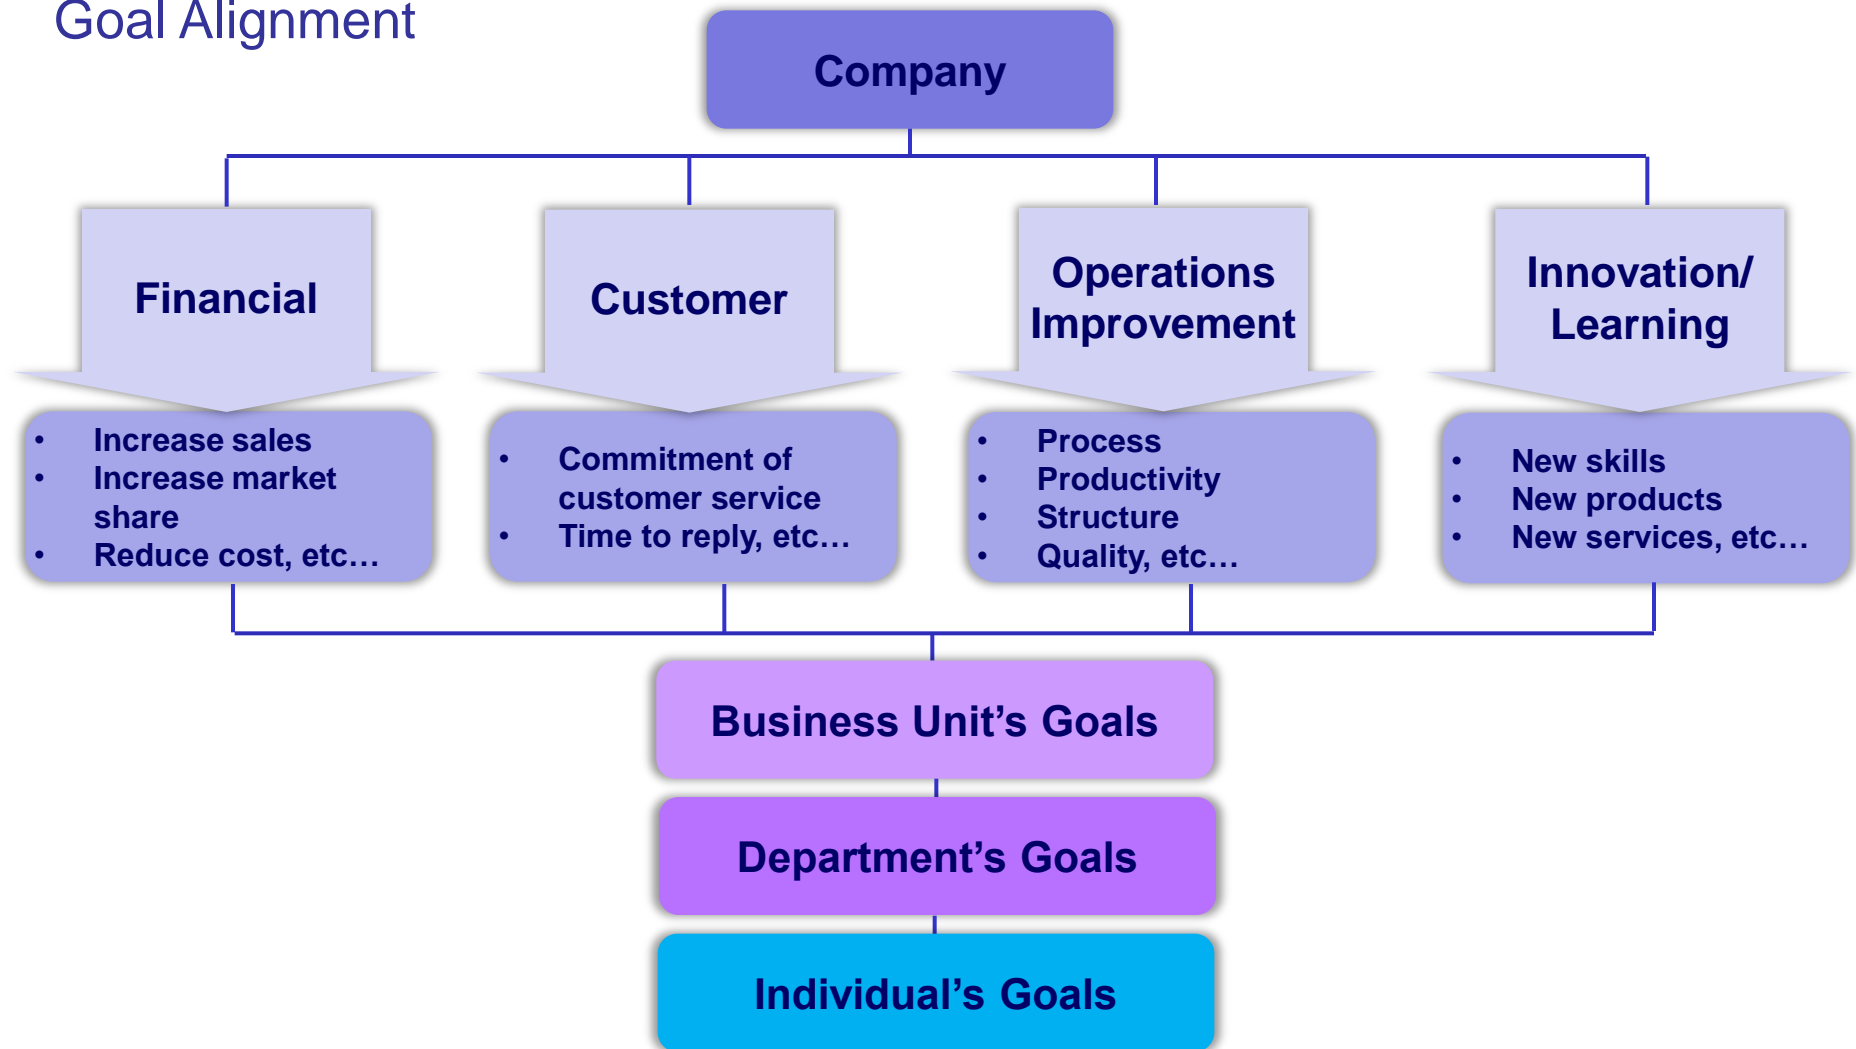 Goal Alignment
Company
Financial
Customer
Operations
Improvement
Innovation/
Learning
• Increase sales
• Increase market
share
• Reduce cost, etc…
• Commitment of
customer service
• Time to reply, etc…
• Process
• Productivity
• Structure
• Quality, etc…
• New skills
• New products
• New services, etc…
Business Unit’s Goals
Department’s Goals
Individual’s Goals